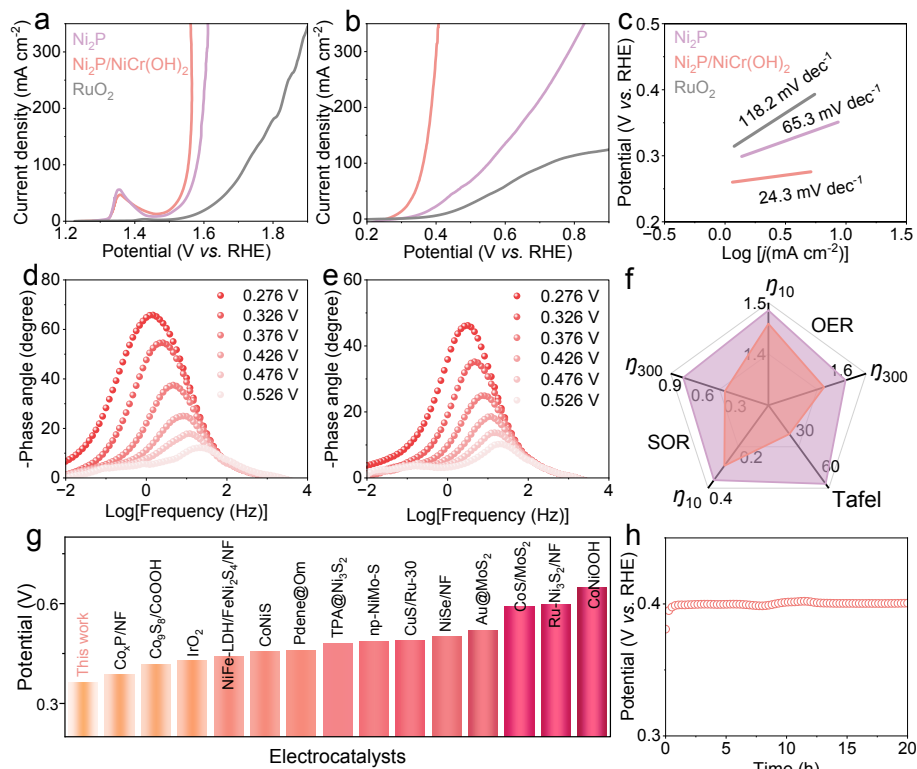 a
Current density (mA cm⁻²)
300
200
100
0
1.2
1.4
1.6
1.8
Potential (V vs. RHE)
Ni₂P
Ni₂P/NiCr(OH)₂
RuO₂
b
Current density (mA cm⁻²)
300
200
100
0
0.2
0.4
0.6
0.8
Potential (V vs. RHE)
c
Potential (V vs. RHE)
0.5
0.4
0.3
0.2
−0.5
0.0
0.5
1.0
1.5
Log [j(mA cm⁻²)]
Ni₂P
Ni₂P/NiCr(OH)₂
RuO₂
118.2 mV dec⁻¹
65.3 mV dec⁻¹
24.3 mV dec⁻¹
d
-Phase angle (degree)
80
60
40
20
0
−2
0
2
4
Log[Frequency (Hz)]
0.276 V
0.326 V
0.376 V
0.426 V
0.476 V
0.526 V
e
-Phase angle (degree)
60
40
20
0
−2
0
2
4
Log[Frequency (Hz)]
0.276 V
0.326 V
0.376 V
0.426 V
0.476 V
0.526 V
f
η₁₀
1.5
1.4
OER
1.6
η₃₀₀
30
60
Tafel
0.2
0.4
η₁₀
SOR
0.3
0.6
0.9
η₃₀₀
g
Potential (V)
0.6
0.3
This work
CoₓP/NF
Co₉S₈/CoOOH
IrO₂
NiFe-LDH/FeNi₂S₄/NF
CoNiS
Pdene@Om
TPA@Ni₃S₂
np-NiMo-S
CuS/Ru-30
NiSe/NF
Au@MoS₂
CoS/MoS₂
Ru-Ni₃S₂/NF
CoNiOOH
Electrocatalysts
h
Potential (V vs. RHE)
0.5
0.4
0.3
0
5
10
15
20
Time (h)